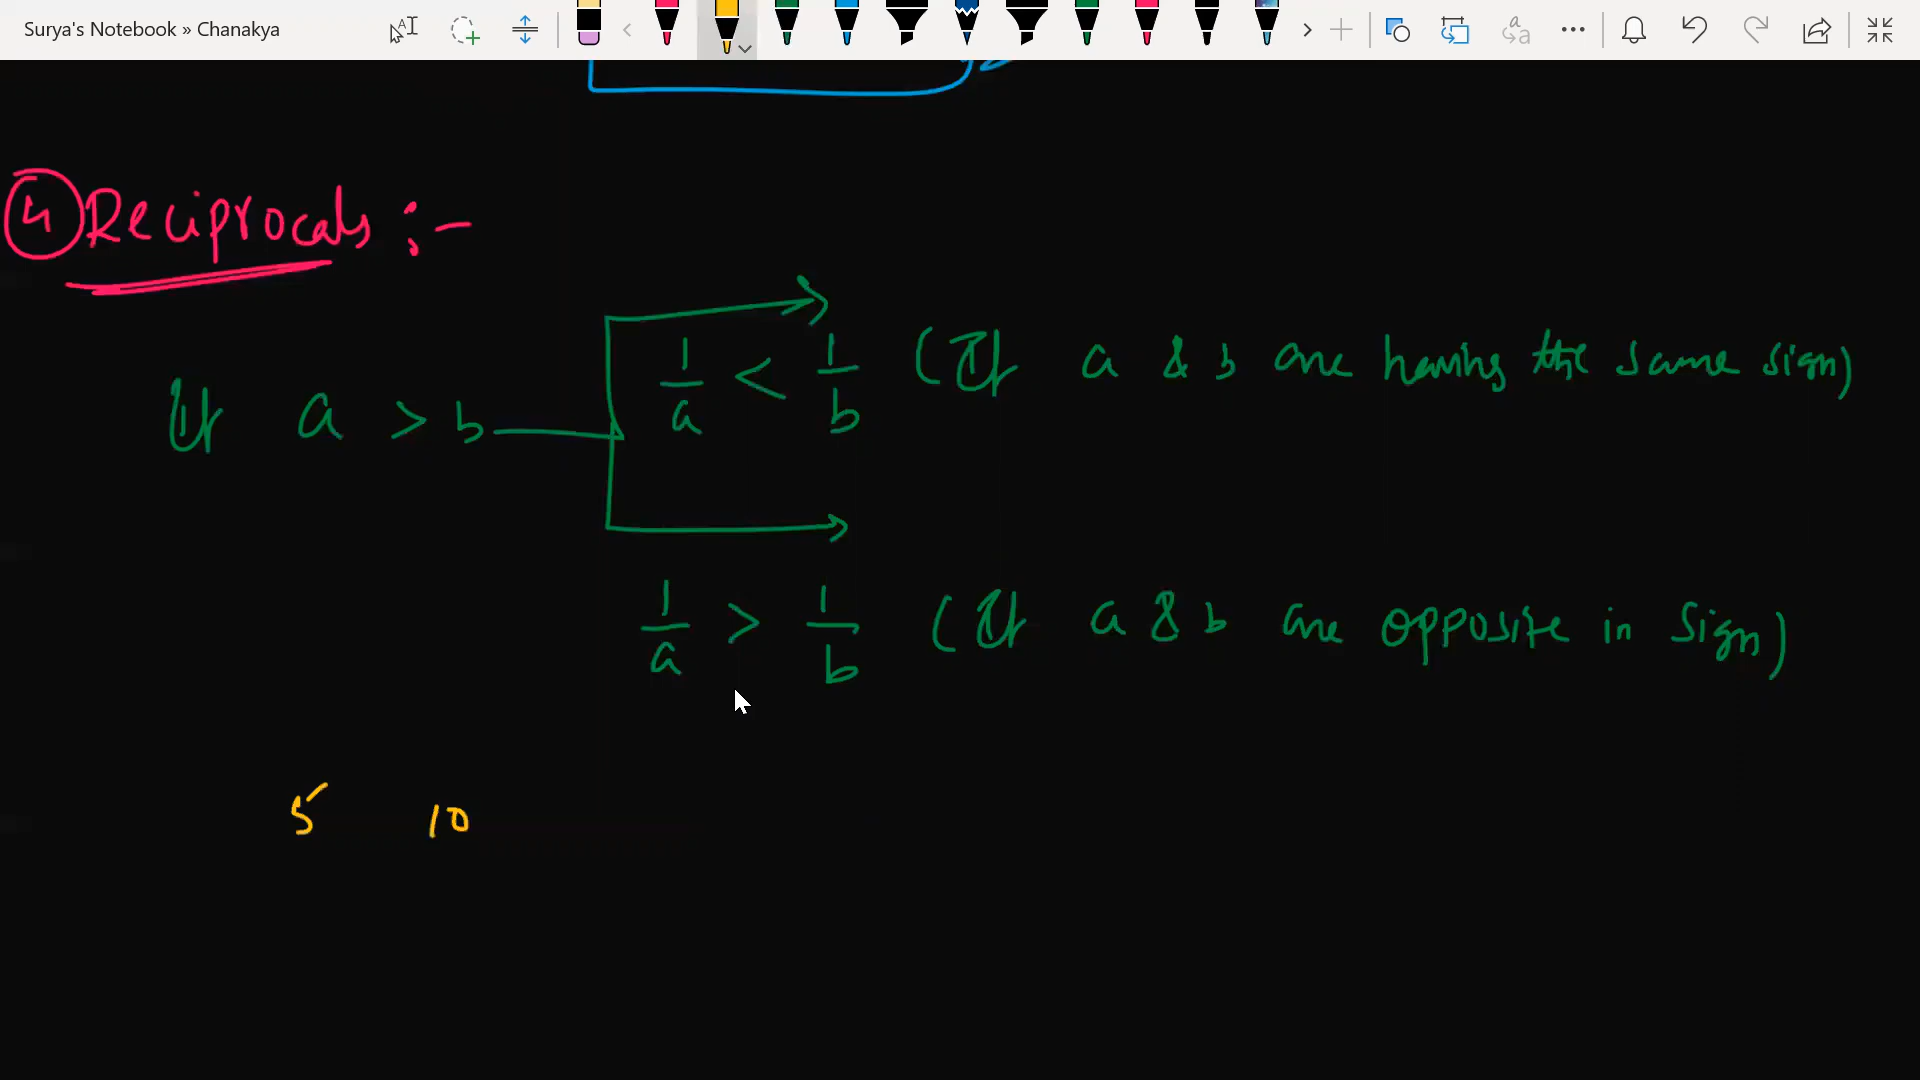 Surya's Notebook » Chanakya
④ Reciprocals :-
1/a < 1/b (If a & b are having the same sign)
If a > b
1/a > 1/b (If a & b are opposite in sign)
5 10